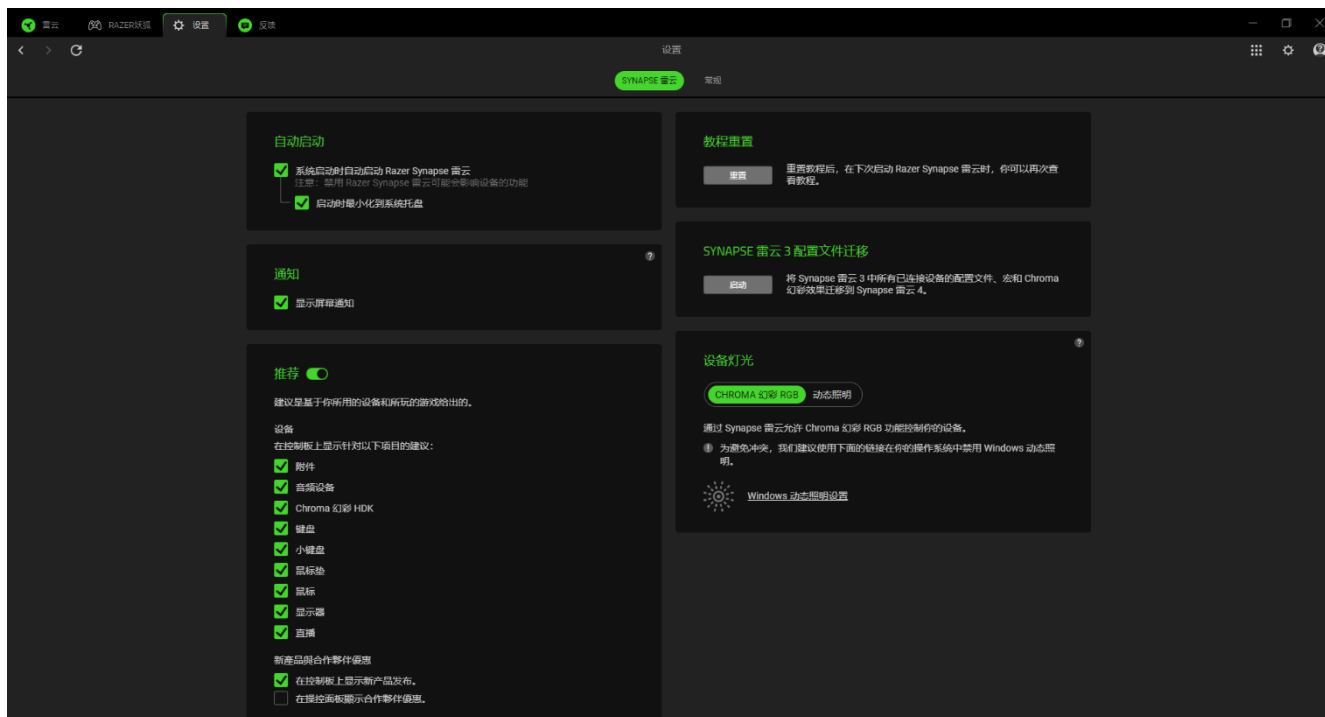 雷云
RAZER妖狐
设置
反馈
设置
SYNAPSE 雷云
常规
自动启动
系统启动时自动启动 Razer Synapse 雷云
注意：禁用 Razer Synapse 雷云可能会影响设备的功能
启动时最小化到系统托盘
通知
显示屏幕通知
推荐
建议是基于你所用的设备和所玩的游戏给出的。
设备
在控制板上显示针对以下项目的建议：
附件
音频设备
Chroma 幻彩 HDK
键盘
小键盘
鼠标垫
鼠标
显示器
直播
新產品與合作夥伴優惠
在控制板上显示新产品发布。
在操控面板顯示合作夥伴優惠。
教程重置
重置
重置教程后，在下次启动 Razer Synapse 雷云时，你可以再次查
看教程。
SYNAPSE 雷云 3 配置文件迁移
启动
将 Synapse 雷云 3 中所有已连接设备的配置文件、宏和 Chroma
幻彩效果迁移到 Synapse 雷云 4。
设备灯光
CHROMA 幻彩 RGB
动态照明
通过 Synapse 雷云允许 Chroma 幻彩 RGB 功能控制你的设备。
为避免冲突，我们建议使用下面的链接在你的操作系统中禁用 Windows 动态照
明。
Windows 动态照明设置